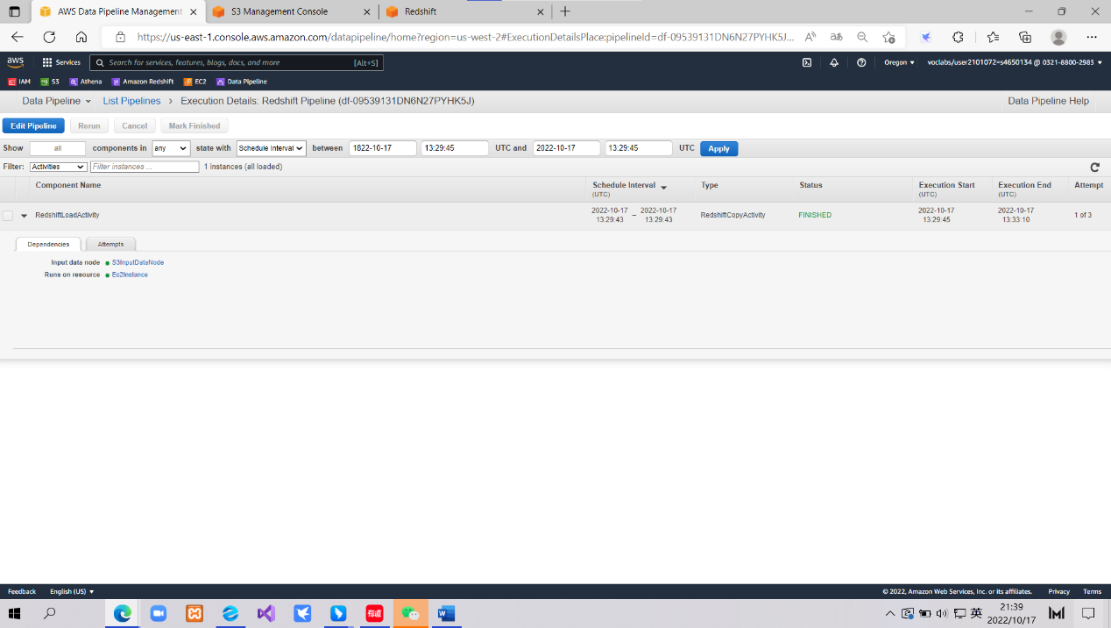 AWS Data Pipeline Management
S3 Management Console
Redshift
https://us-east-1.console.aws.amazon.com/datapipeline/home?region=us-west-2#ExecutionDetailsPlace:pipelineId=df-09539131DN6N27PYHK5J...
aws Services Search for services, features, blogs, docs, and more [Alt+S] Oregon voclabs/user2101072=s4650134 @ 0321-6800-2983
IAM S3 Athena Amazon Redshift EC2 Data Pipeline
Data Pipeline List Pipelines > Execution Details: Redshift Pipeline (df-09539131DN6N27PYHK5J) Data Pipeline Help
Edit Pipeline Rerun Cancel Mark Finished
Show all components in any state with Schedule Interval between 1822-10-17 13:29:45 UTC and 2022-10-17 13:29:45 UTC Apply
Filter: Activities Filter instances ... 1 instances (all loaded)
Component Name Schedule Interval (UTC) Type Status Execution Start (UTC) Execution End (UTC) Attempt
RedshiftLoadActivity 2022-10-17 13:29:43 – 2022-10-17 13:29:43 RedshiftCopyActivity FINISHED 2022-10-17 13:29:45 2022-10-17 13:33:10 1 of 3
Dependencies Attempts
Input data node S3InputDataNode
Runs on resource Ec2Instance
Feedback English (US) © 2022, Amazon Web Services, Inc. or its affiliates. Privacy Terms
英 21:39
2022/10/17